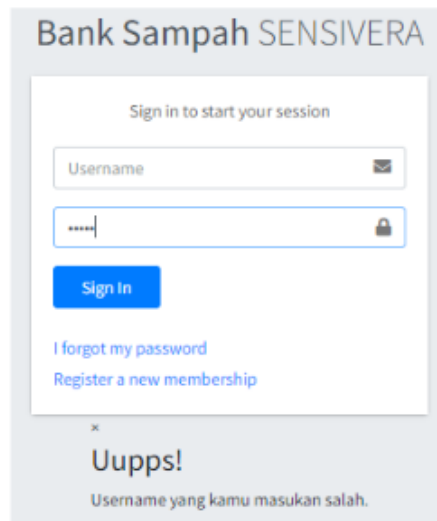 Bank Sampah SENSIVERA
Sign in to start your session
Username
•••••
Sign In
I forgot my password
Register a new membership
×
Uupps!
Username yang kamu masukan salah.